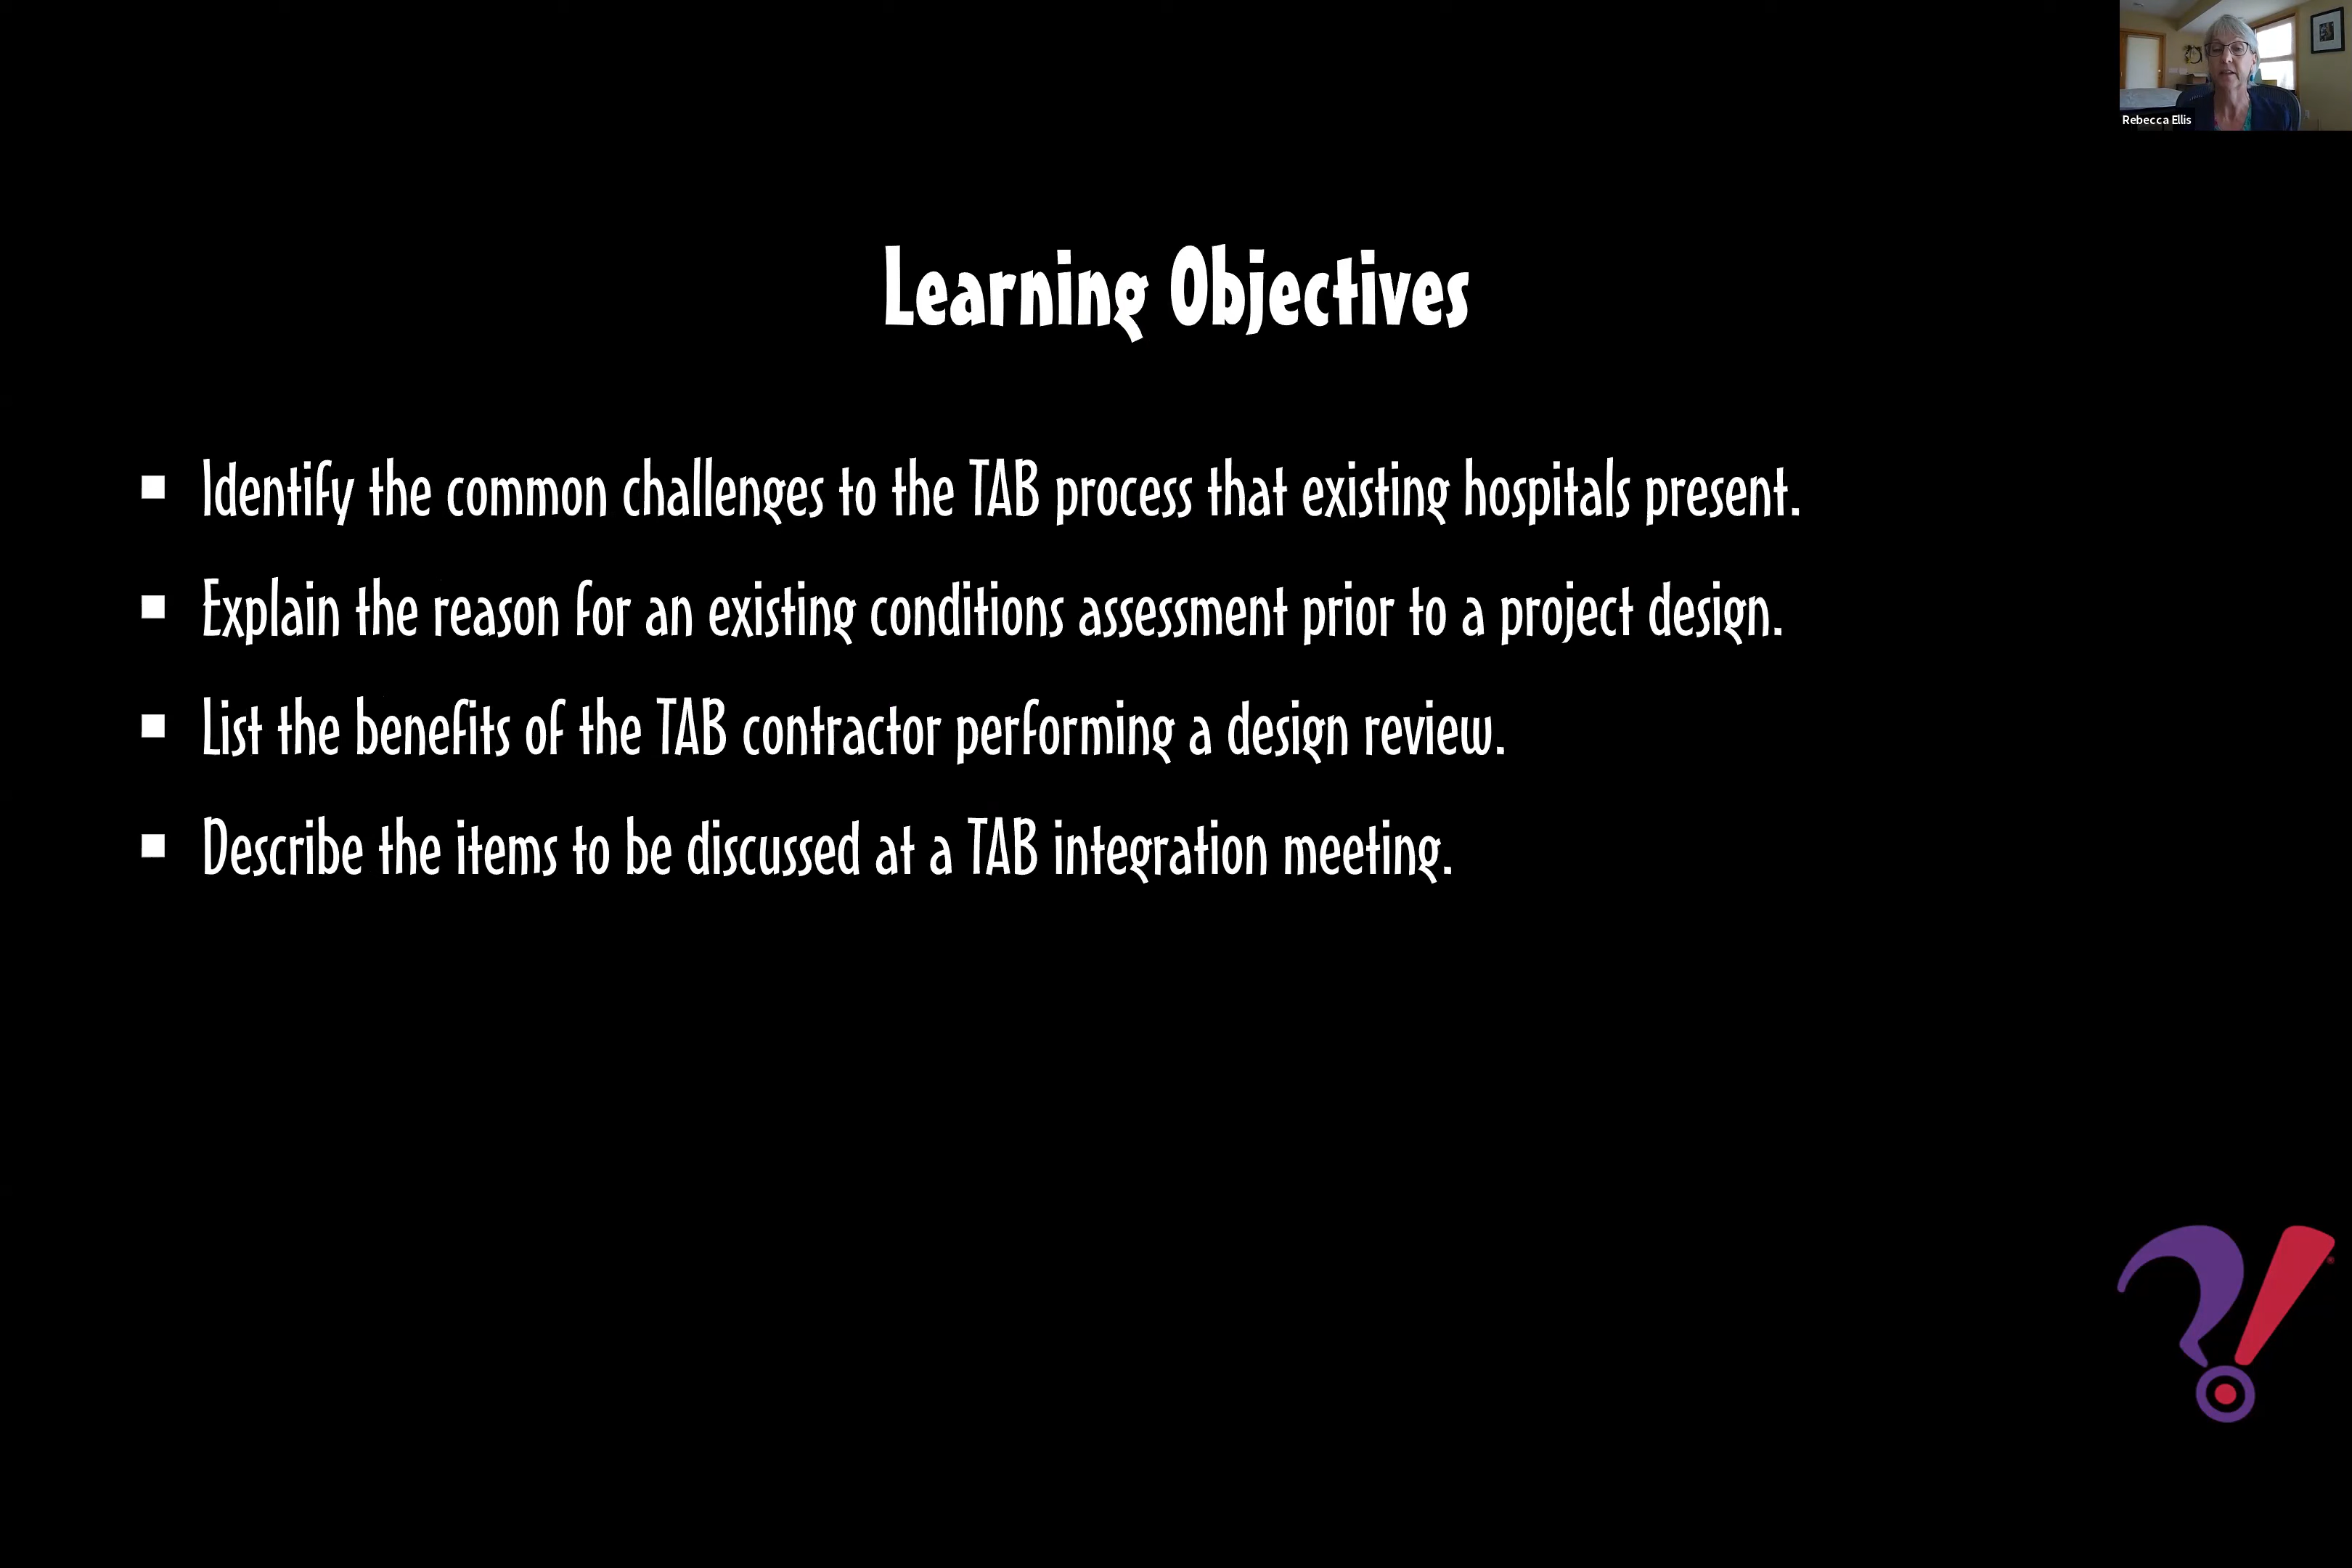 Rebecca Ellis
Learning Objectives
Identify the common challenges to the TAB process that existing hospitals present.
Explain the reason for an existing conditions assessment prior to a project design.
List the benefits of the TAB contractor performing a design review.
Describe the items to be discussed at a TAB integration meeting.